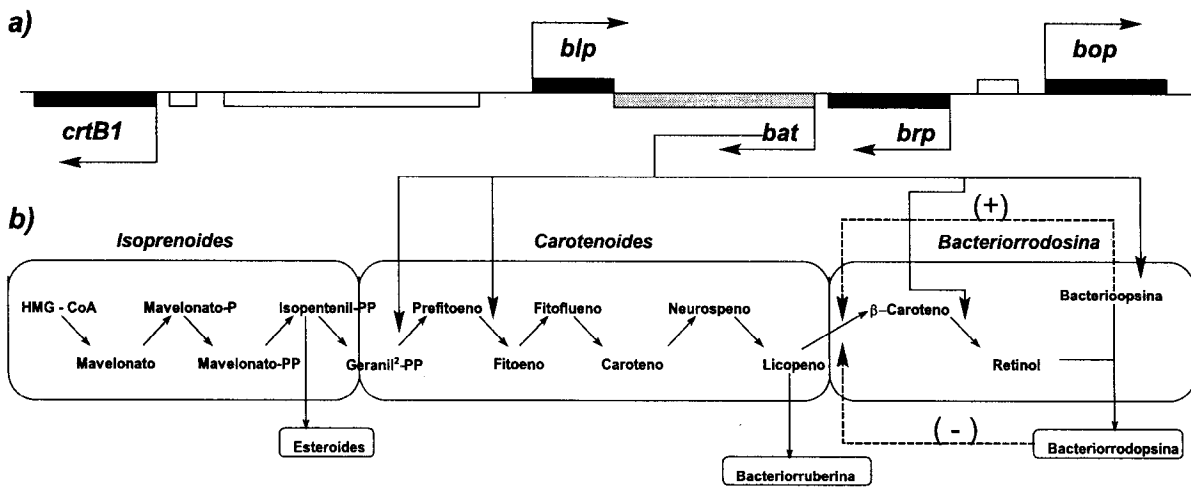 a)
blp
bop
crtB1
bat
brp
b)
(+)
Isoprenoides
Carotenoides
Bacteriorrodosina
HMG - CoA
Mavelonato-P
Isopentenil-PP
Prefitoeno
Fitoflueno
Neurospeno
β-Caroteno
Bacterioopsina
Mavelonato
Mavelonato-PP
Geranil²-PP
Fitoeno
Caroteno
Licopeno
Retinol
(-)
Esteroides
Bacteriorruberina
Bacteriorrodopsina